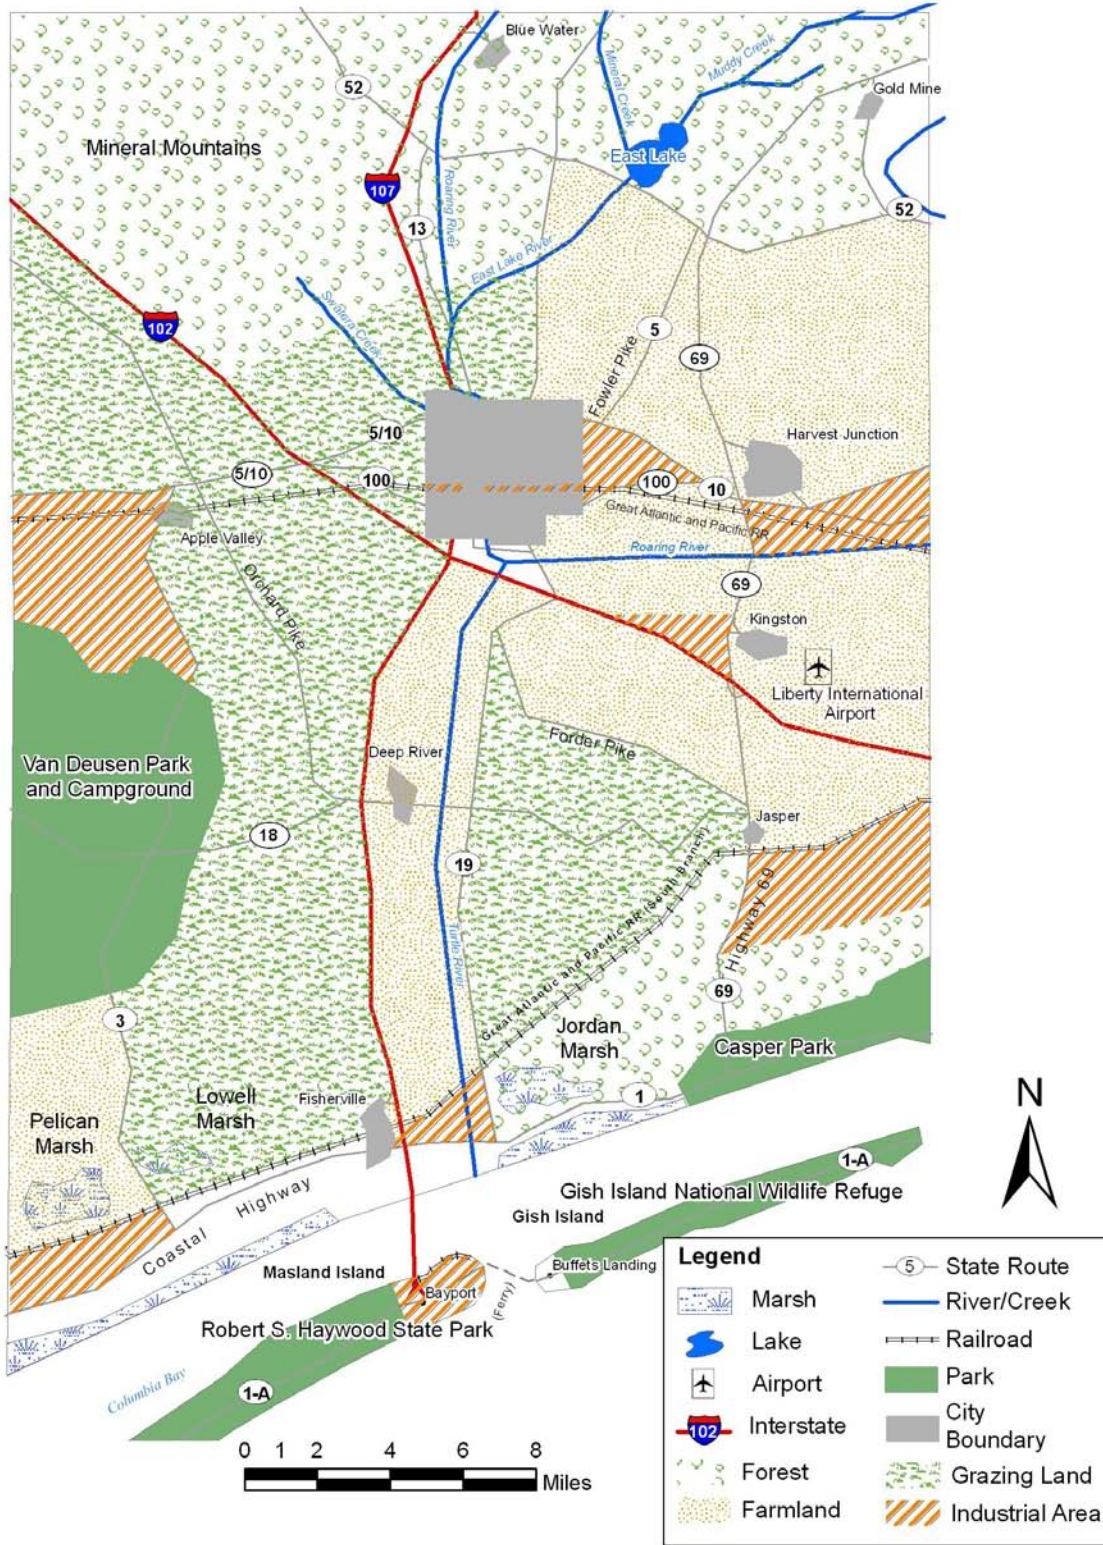 Blue Water
52
Mineral Creek
Muddy Creek
Gold Mine
Mineral Mountains
East Lake
107
Roaring River
13
52
East Lake River
Swatera Creek
102
5
69
Fowler Pike
5/10
Harvest Junction
5/10
100
100
10
Great Atlantic and Pacific RR
Apple Valley
Roaring River
Orchard Pike
69
Kingston
Liberty International
Airport
Forder Pike
Deep River
Van Deusen Park
and Campground
18
Jasper
19
Great Atlantic and Pacific RR (South Branch)
Highway 69
Turtle River
69
3
Jordan
Marsh
Casper Park
Lowell
Marsh
Fisherville
1
Pelican
Marsh
N
1-A
Gish Island National Wildlife Refuge
Coastal Highway
Gish Island
Masland Island
Buffets Landing
Bayport
(Ferry)
Robert S. Haywood State Park
Columbia Bay
1-A
0 1 2 4 6 8
Miles
Legend
Marsh
Lake
Airport
102
Interstate
Forest
Farmland
5
State Route
River/Creek
Railroad
Park
City
Boundary
Grazing Land
Industrial Area